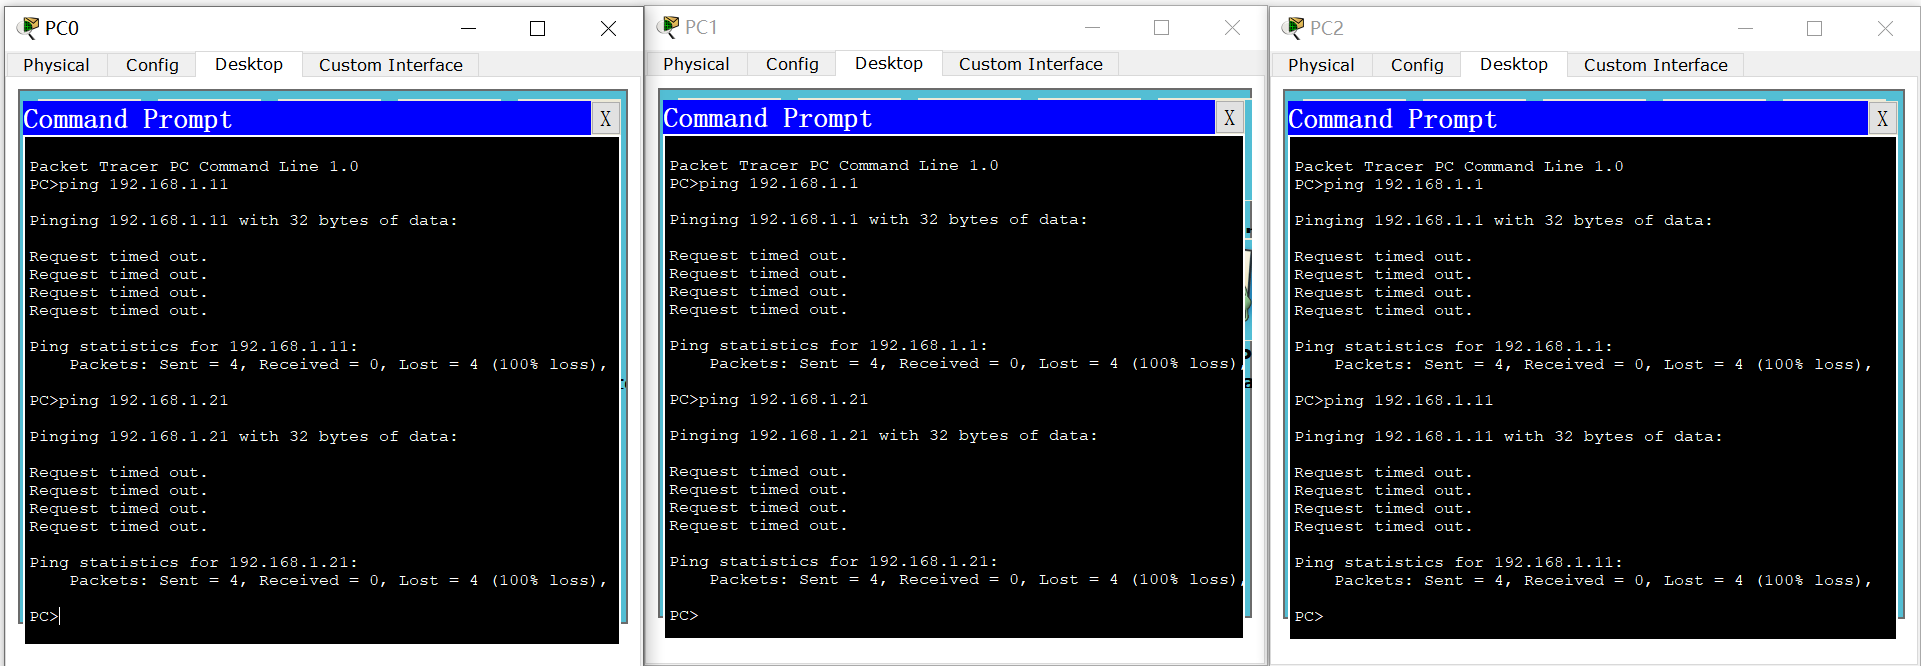 PC0
Physical Config Desktop Custom Interface
Command Prompt X
Packet Tracer PC Command Line 1.0
PC>ping 192.168.1.11
Pinging 192.168.1.11 with 32 bytes of data:
Request timed out.
Request timed out.
Request timed out.
Request timed out.
Ping statistics for 192.168.1.11:
Packets: Sent = 4, Received = 0, Lost = 4 (100% loss),
PC>ping 192.168.1.21
Pinging 192.168.1.21 with 32 bytes of data:
Request timed out.
Request timed out.
Request timed out.
Request timed out.
Ping statistics for 192.168.1.21:
Packets: Sent = 4, Received = 0, Lost = 4 (100% loss),
PC>
PC1
Physical Config Desktop Custom Interface
Command Prompt X
Packet Tracer PC Command Line 1.0
PC>ping 192.168.1.1
Pinging 192.168.1.1 with 32 bytes of data:
Request timed out.
Request timed out.
Request timed out.
Request timed out.
Ping statistics for 192.168.1.1:
Packets: Sent = 4, Received = 0, Lost = 4 (100% loss),
PC>ping 192.168.1.21
Pinging 192.168.1.21 with 32 bytes of data:
Request timed out.
Request timed out.
Request timed out.
Request timed out.
Ping statistics for 192.168.1.21:
Packets: Sent = 4, Received = 0, Lost = 4 (100% loss),
PC>
PC2
Physical Config Desktop Custom Interface
Command Prompt X
Packet Tracer PC Command Line 1.0
PC>ping 192.168.1.1
Pinging 192.168.1.1 with 32 bytes of data:
Request timed out.
Request timed out.
Request timed out.
Request timed out.
Ping statistics for 192.168.1.1:
Packets: Sent = 4, Received = 0, Lost = 4 (100% loss),
PC>ping 192.168.1.11
Pinging 192.168.1.11 with 32 bytes of data:
Request timed out.
Request timed out.
Request timed out.
Request timed out.
Ping statistics for 192.168.1.11:
Packets: Sent = 4, Received = 0, Lost = 4 (100% loss),
PC>